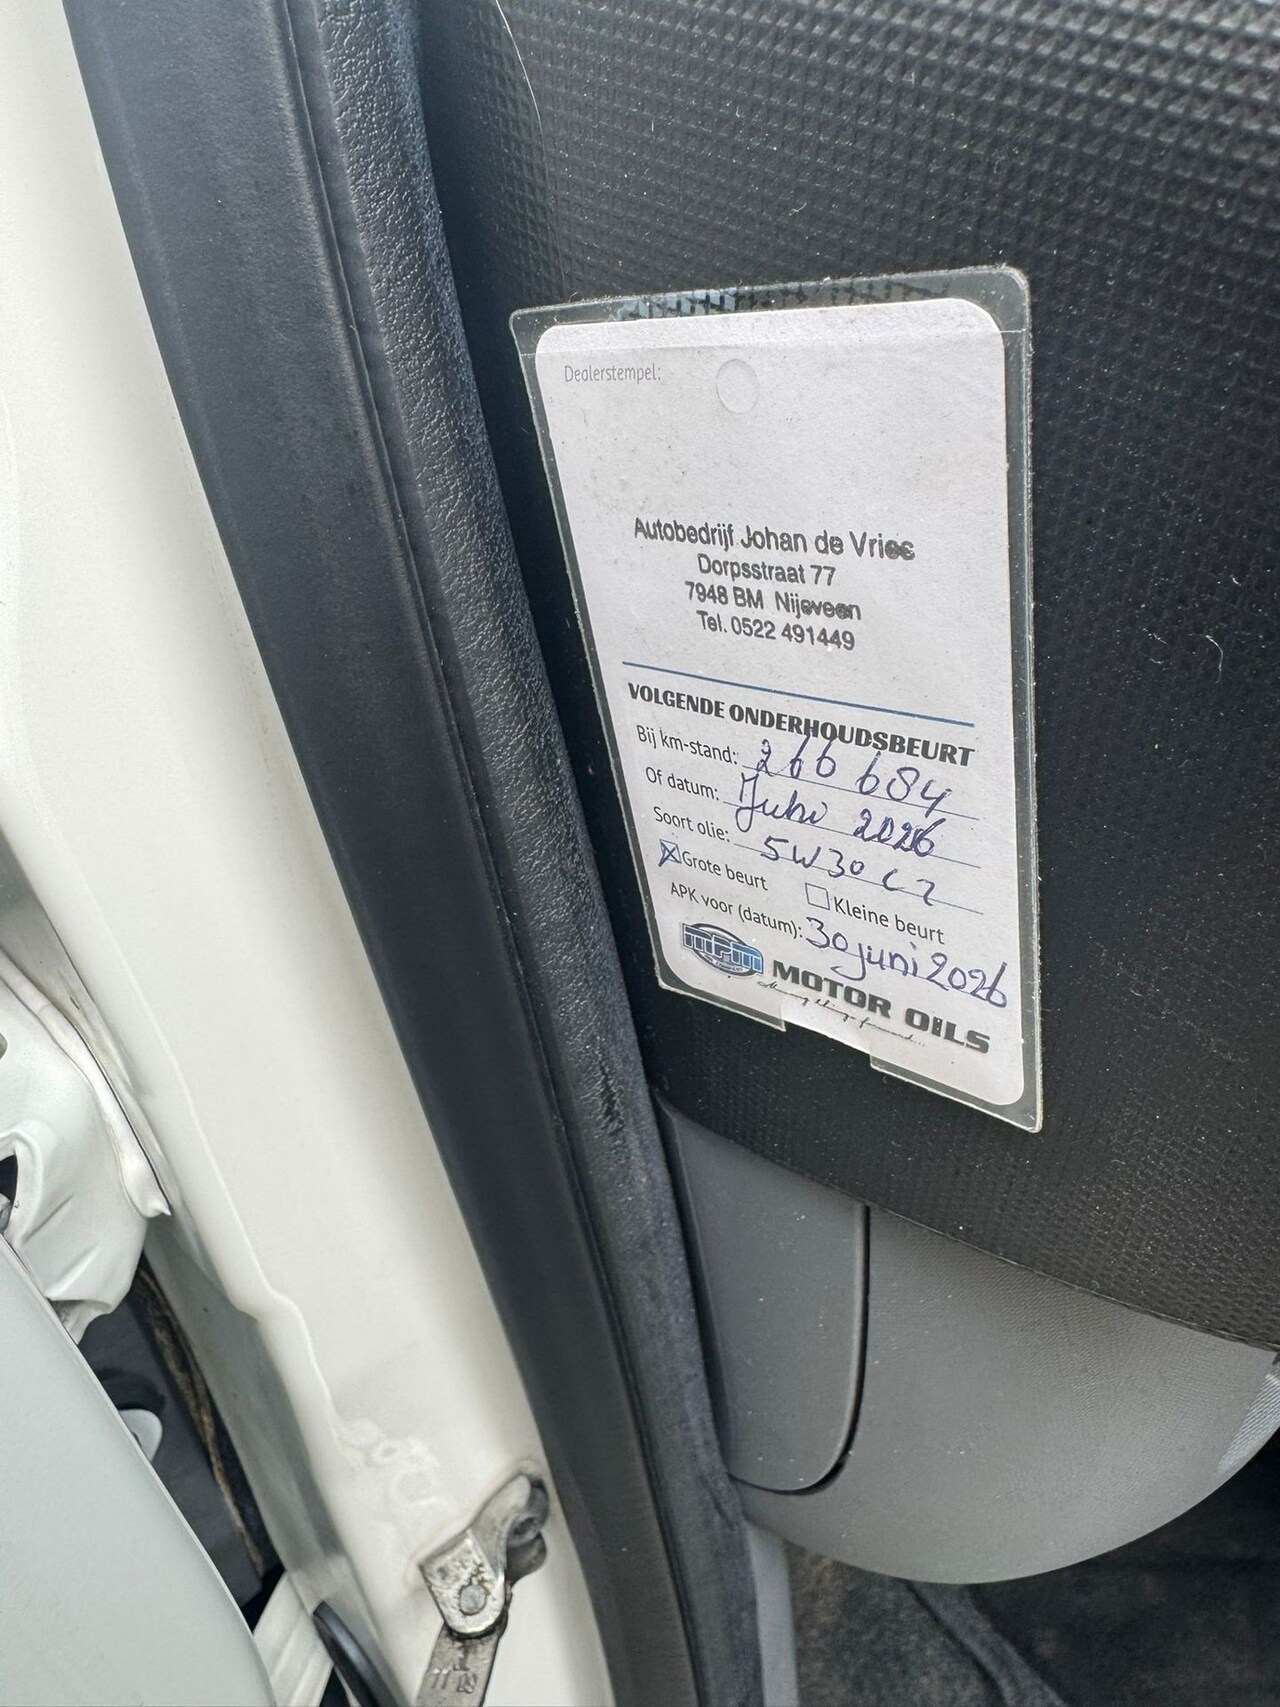 Dealerstempel:
Autobedrijf Johan de Vries
Dorpsstraat 77
7948 BM Nijeveen
Tel. 0522 491449
VOLGENDE ONDERHOUDSBEURT
Bij km-stand: 266 684
Of datum: Juni 2026
Soort olie: 5W30 C2
Grote beurt Kleine beurt
APK voor (datum): 30 juni 2026
MPM MOTOR OILS